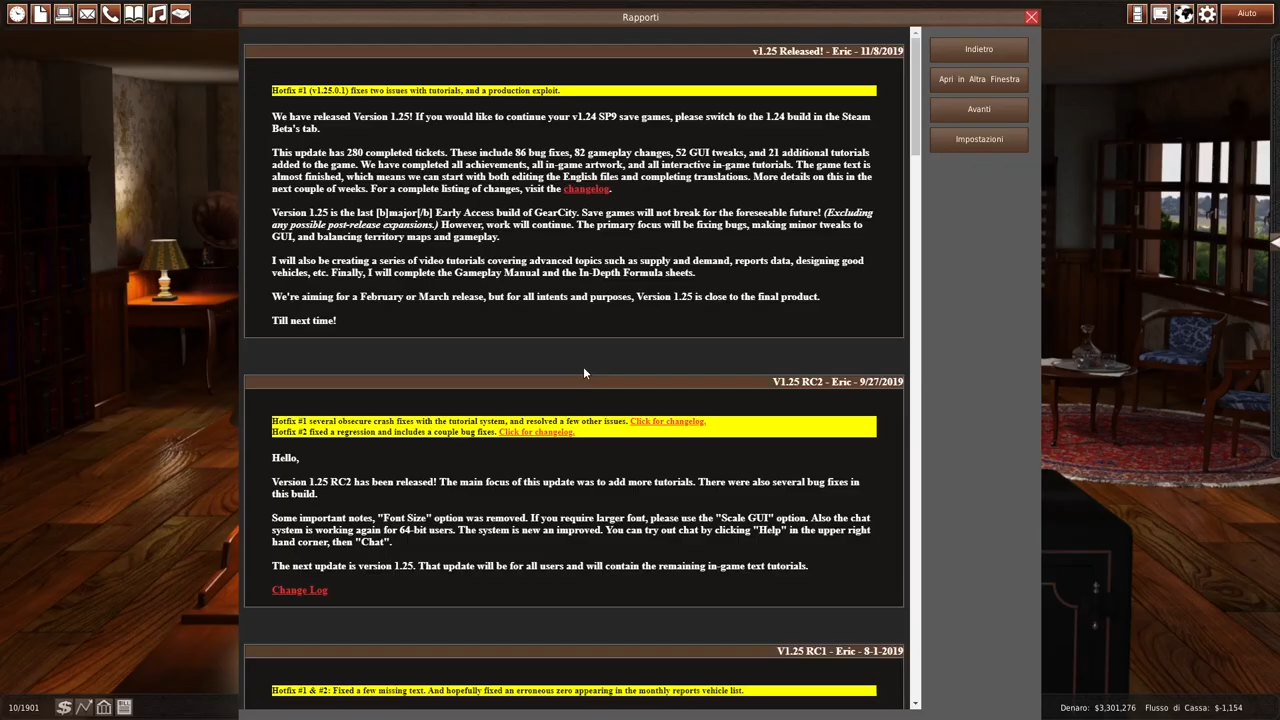 Rapporti
Aiuto
v1.25 Released! - Eric - 11/8/2019
Hotfix #1 (v1.25.0.1) fixes two issues with tutorials, and a production exploit.
We have released Version 1.25! If you would like to continue your v1.24 SP9 save games, please switch to the 1.24 build in the Steam
Beta's tab.
This update has 280 completed tickets. These include 86 bug fixes, 82 gameplay changes, 52 GUI tweaks, and 21 additional tutorials
added to the game. We have completed all achievements, all in-game artwork, and all interactive in-game tutorials. The game text is
almost finished, which means we can start with both editing the English files and completing translations. More details on this in the
next couple of weeks. For a complete listing of changes, visit the changelog.
Version 1.25 is the last [b]major[/b] Early Access build of GearCity. Save games will not break for the foreseeable future! (Excluding
any possible post-release expansions.) However, work will continue. The primary focus will be fixing bugs, making minor tweaks to
GUI, and balancing territory maps and gameplay.
I will also be creating a series of video tutorials covering advanced topics such as supply and demand, reports data, designing good
vehicles, etc. Finally, I will complete the Gameplay Manual and the In-Depth Formula sheets.
We're aiming for a February or March release, but for all intents and purposes, Version 1.25 is close to the final product.
Till next time!
V1.25 RC2 - Eric - 9/27/2019
Hotfix #1 several obsecure crash fixes with the tutorial system, and resolved a few other issues. Click for changelog.
Hotfix #2 fixed a regression and includes a couple bug fixes. Click for changelog.
Hello,
Version 1.25 RC2 has been released! The main focus of this update was to add more tutorials. There were also several bug fixes in
this build.
Some important notes, "Font Size" option was removed. If you require larger font, please use the "Scale GUI" option. Also the chat
system is working again for 64-bit users. The system is new an improved. You can try out chat by clicking "Help" in the upper right
hand corner, then "Chat".
The next update is version 1.25. That update will be for all users and will contain the remaining in-game text tutorials.
Change Log
V1.25 RC1 - Eric - 8-1-2019
Hotfix #1 & #2: Fixed a few missing text. And hopefully fixed an erroneous zero appearing in the monthly reports vehicle list.
Indietro
Apri in Altra Finestra
Avanti
Impostazioni
10/1901
Denaro: $3,301,276 Flusso di Cassa: $-1,154